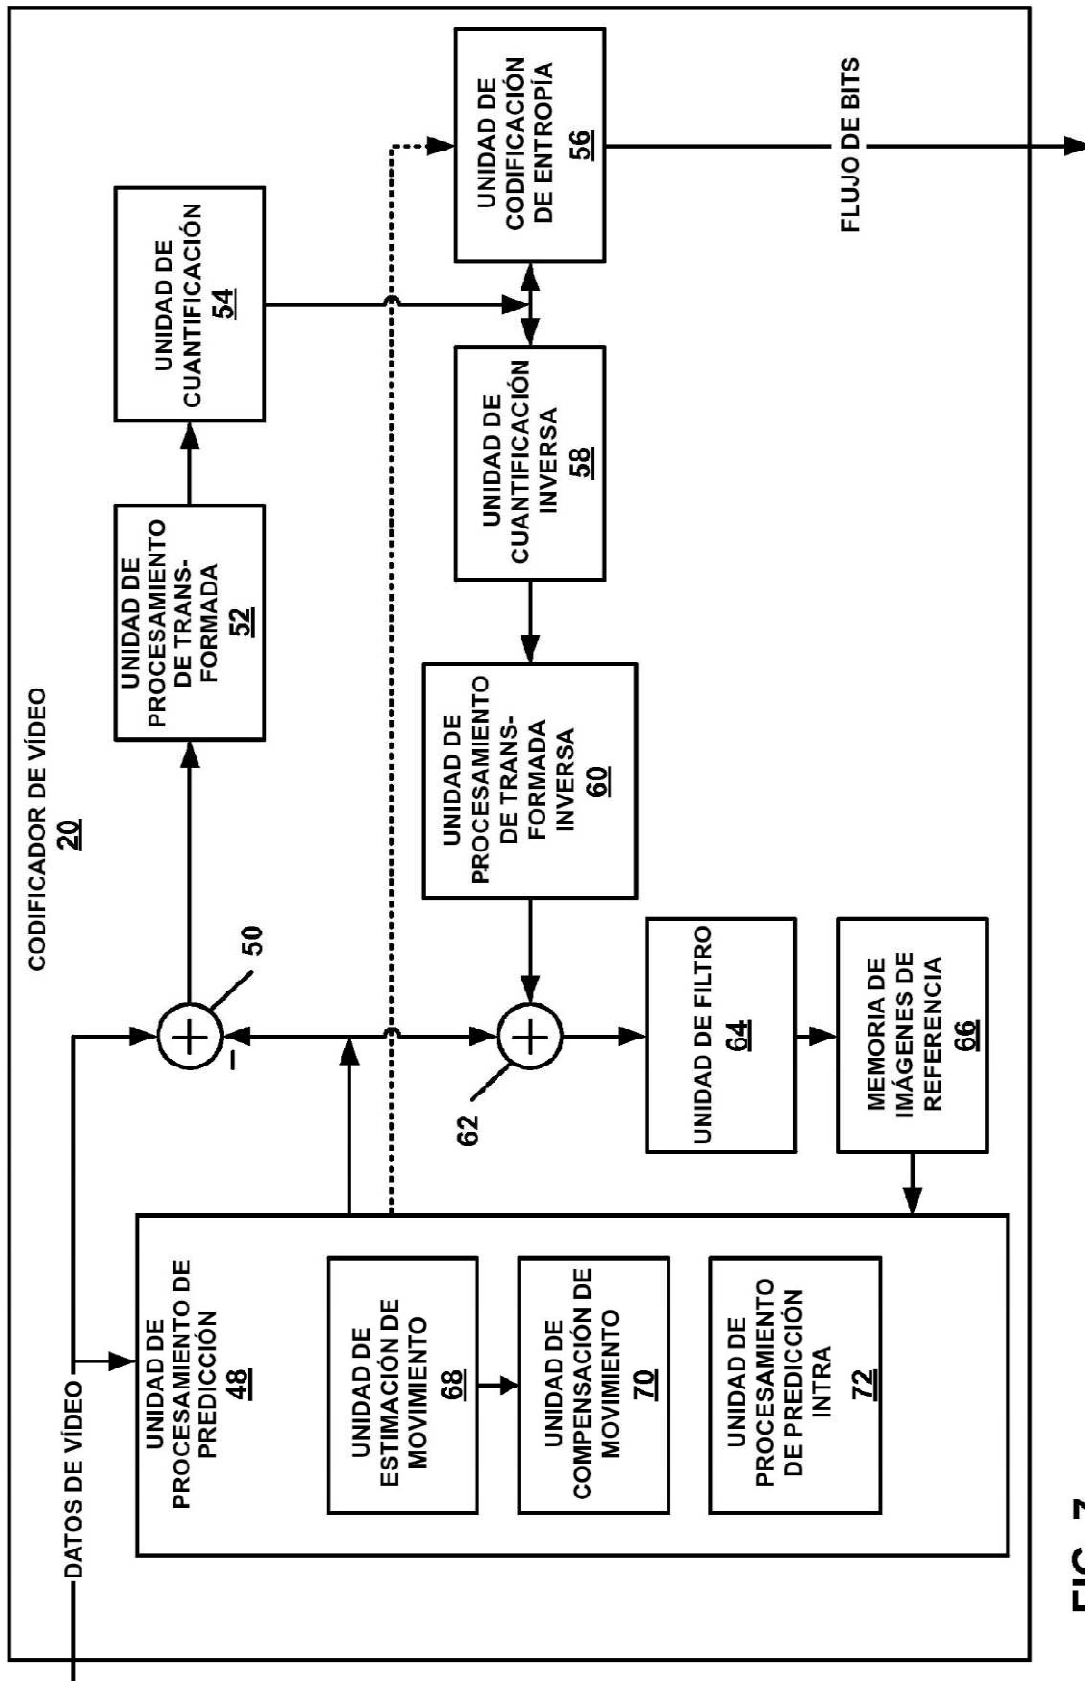 CODIFICADOR DE VÍDEO
20
DATOS DE VÍDEO
UNIDAD DE
PROCESAMIENTO DE
PREDICCIÓN
48
50
UNIDAD DE
PROCESAMIENTO
DE TRANS-
FORMADA
52
UNIDAD DE
CUANTIFICACIÓN
54
UNIDAD DE
ESTIMACIÓN DE
MOVIMIENTO
68
62
UNIDAD DE
PROCESAMIENTO
DE TRANS-
FORMADA
INVERSA
60
UNIDAD DE
CUANTIFICACIÓN
INVERSA
58
UNIDAD DE
CODIFICACIÓN
DE ENTROPÍA
56
UNIDAD DE
COMPENSACIÓN DE
MOVIMIENTO
70
UNIDAD DE FILTRO
64
UNIDAD DE
PROCESAMIENTO
DE PREDICCIÓN
INTRA
72
MEMORIA DE
IMÁGENES DE
REFERENCIA
66
FLUJO DE BITS
FIG.